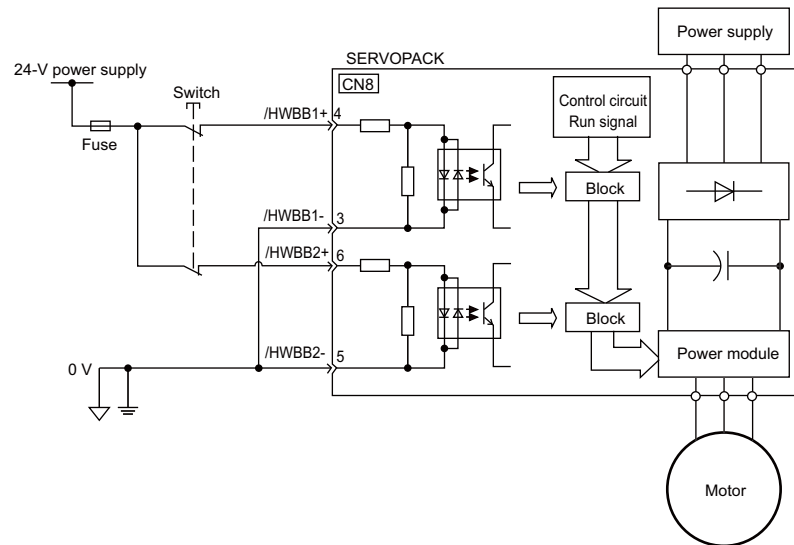 Power supply
SERVOPACK
24-V power supply
CN8
Switch
Control circuit
Run signal
/HWBB1+
4
Fuse
Block
/HWBB1-
3
/HWBB2+
6
Block
/HWBB2-
5
Power module
0 V
Motor